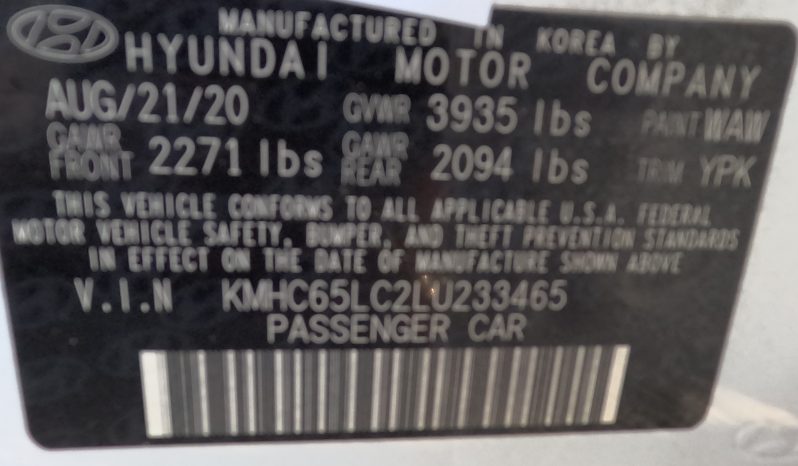 MANUFACTURED IN KOREA BY
HYUNDAI MOTOR COMPANY
AUG/21/20 GVWR 3935 lbs PAINT WAW
GAWR FRONT 2271 lbs GAWR REAR 2094 lbs TRIM YPK
THIS VEHICLE CONFORMS TO ALL APPLICABLE U.S.A. FEDERAL
MOTOR VEHICLE SAFETY, BUMPER, AND THEFT PREVENTION STANDARDS
IN EFFECT ON THE DATE OF MANUFACTURE SHOWN ABOVE.
V.I.N KMHC65LC2LU233465
PASSENGER CAR